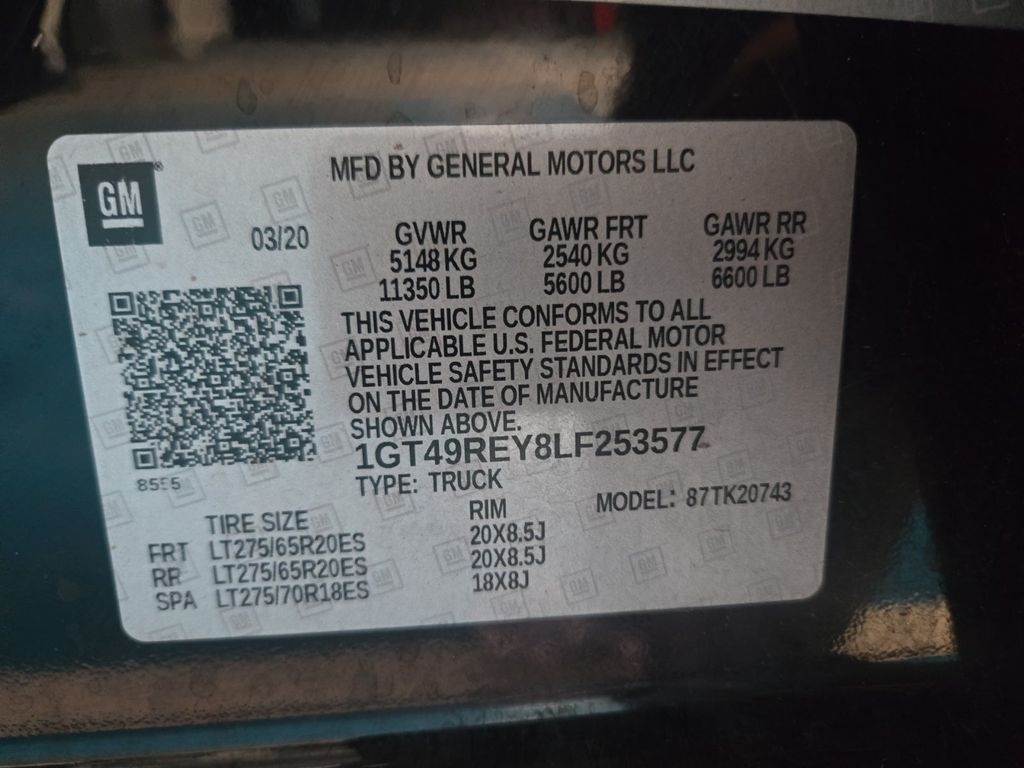 GM
MFD BY GENERAL MOTORS LLC
03/20
GVWR GAWR FRT GAWR RR
5148 KG 2540 KG 2994 KG
11350 LB 5600 LB 6600 LB
THIS VEHICLE CONFORMS TO ALL
APPLICABLE U.S. FEDERAL MOTOR
VEHICLE SAFETY STANDARDS IN EFFECT
ON THE DATE OF MANUFACTURE
SHOWN ABOVE.
1GT49REY8LF253577
8555
TYPE: TRUCK
MODEL: 87TK20743
TIRE SIZE RIM
FRT LT275/65R20ES 20X8.5J
RR LT275/65R20ES 20X8.5J
SPA LT275/70R18ES 18X8J